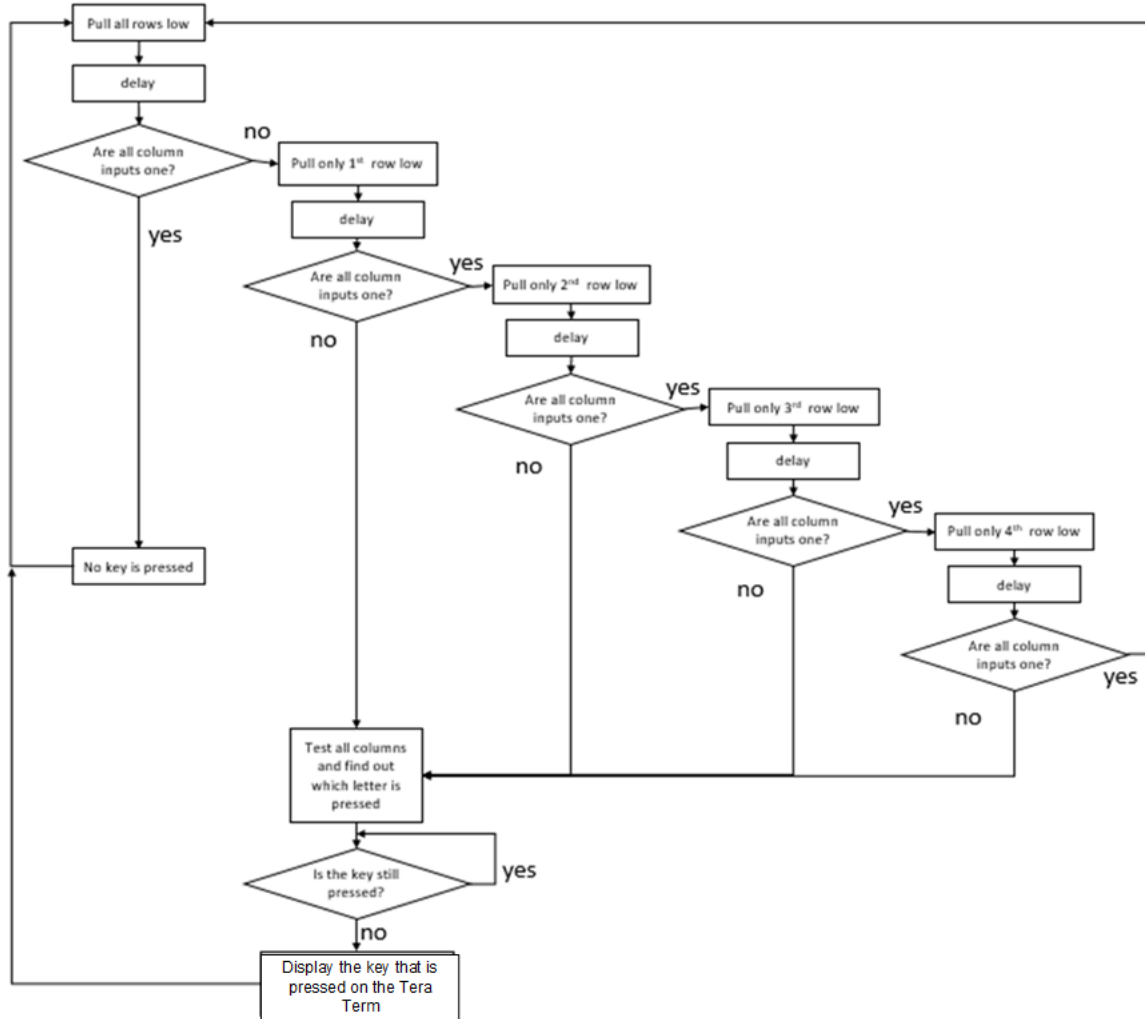 Pull all rows low
delay
Are all column
inputs one?
no
yes
Pull only 1st row low
delay
Are all column
inputs one?
yes
no
Pull only 2nd row low
delay
Are all column
inputs one?
yes
no
Pull only 3rd row low
delay
Are all column
inputs one?
yes
no
Pull only 4th row low
delay
Are all column
inputs one?
yes
no
No key is pressed
Test all columns
and find out
which letter is
pressed
Is the key still
pressed?
yes
no
Display the key that is
pressed on the Tera
Term